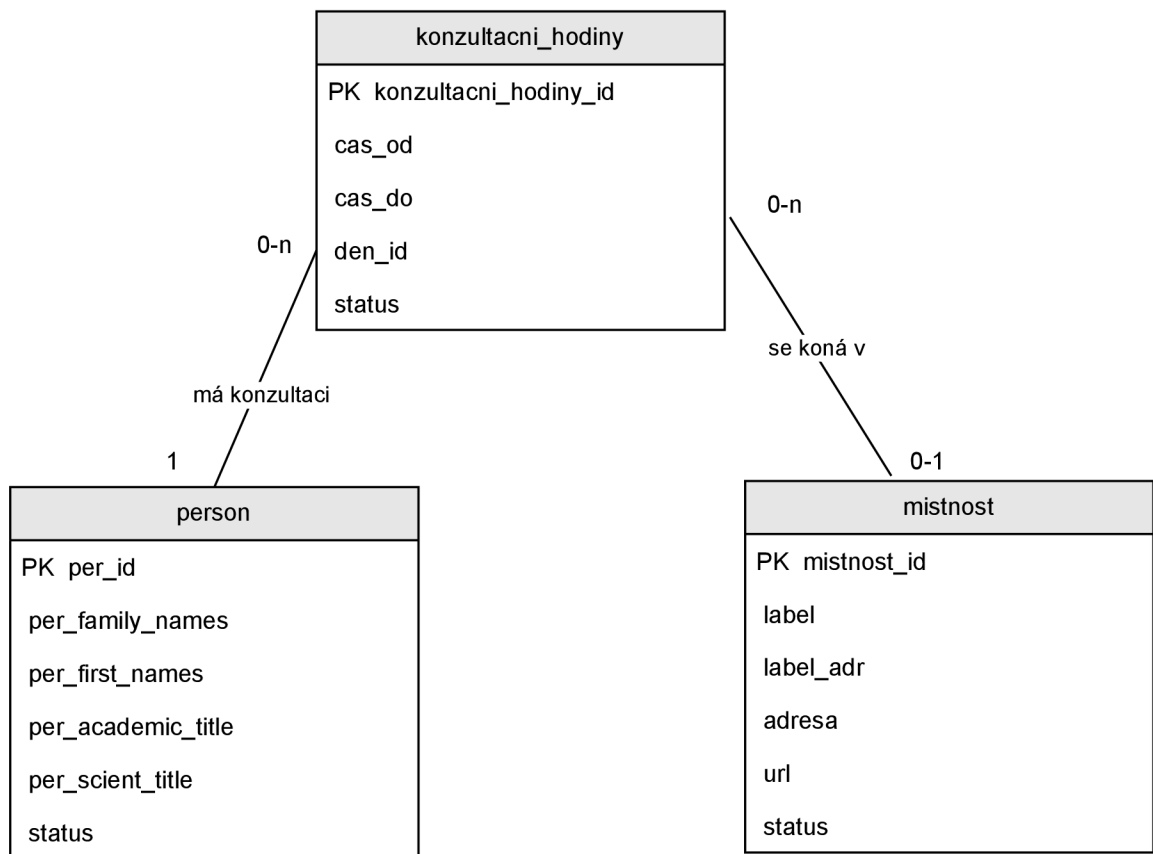 konzultacni_hodiny
PK konzultacni_hodiny_id
cas_od
cas_do
den_id
status
0-n
0-n
má konzultaci
se koná v
1
0-1
person
PK per_id
per_family_names
per_first_names
per_academic_title
per_scient_title
status
mistnost
PK mistnost_id
label
label_adr
adresa
url
status